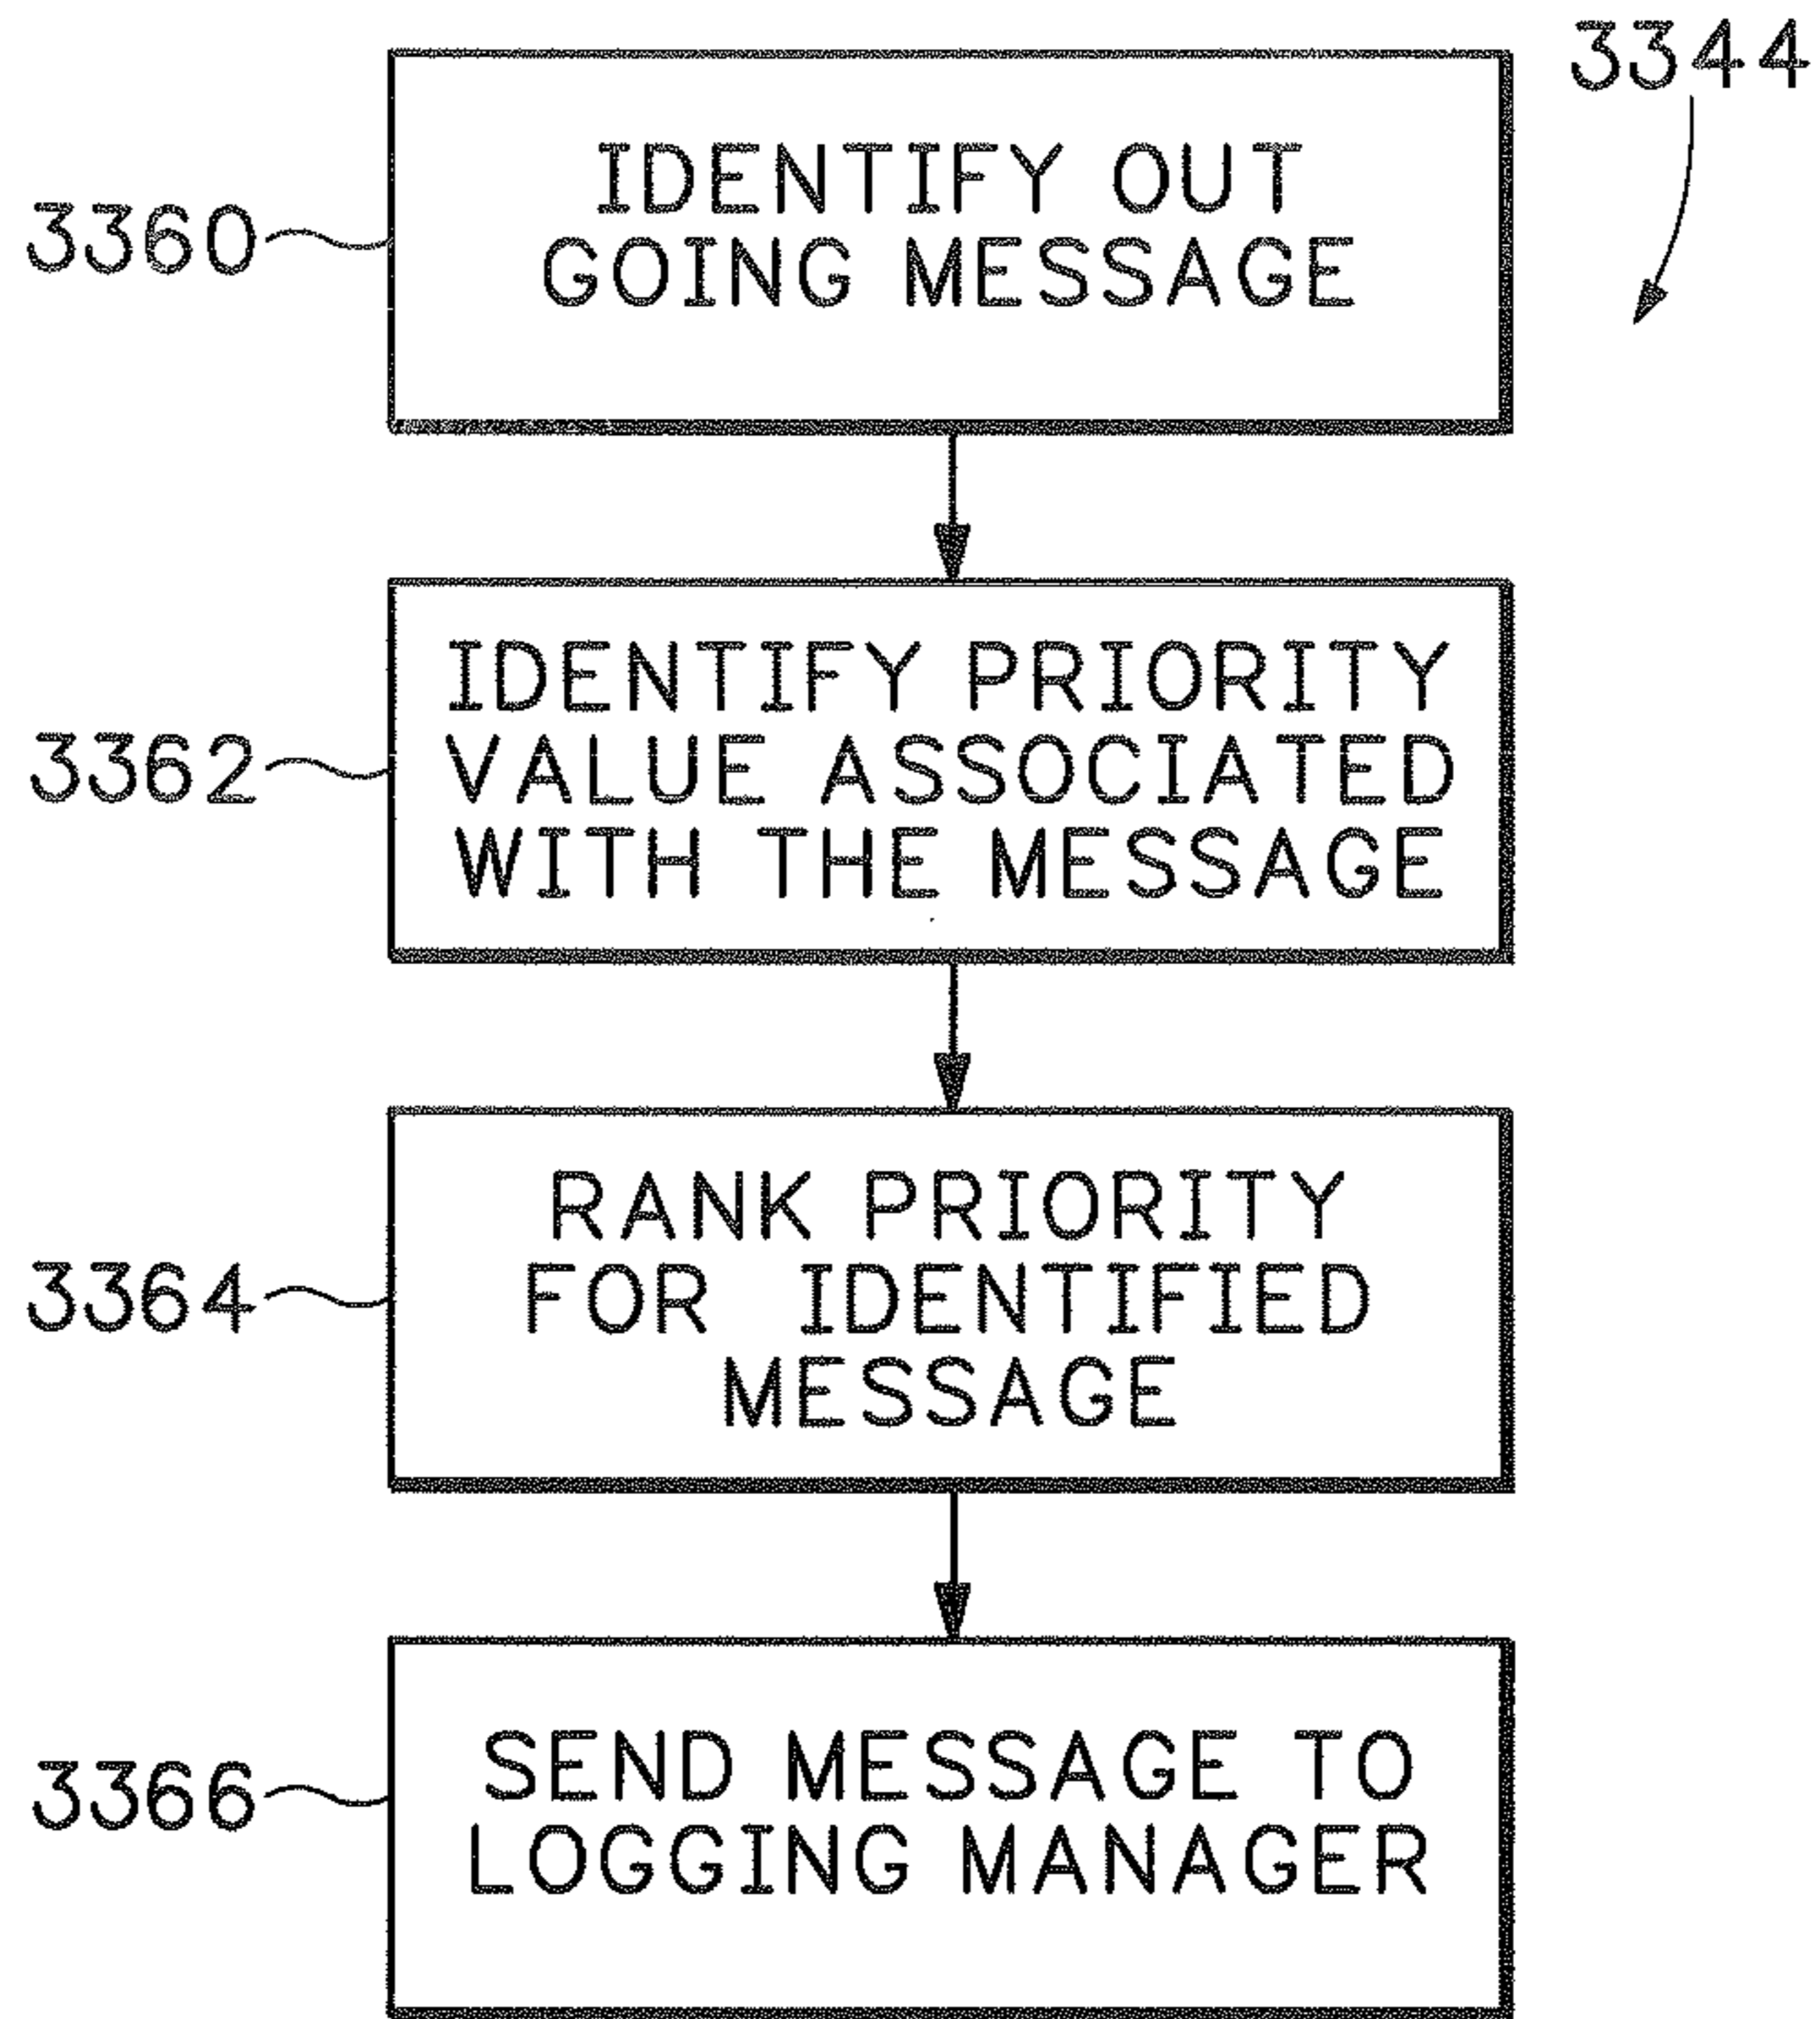 3344
IDENTIFY OUT
GOING MESSAGE
3360
IDENTIFY PRIORITY
VALUE ASSOCIATED
WITH THE MESSAGE
3362
RANK PRIORITY
FOR IDENTIFIED
MESSAGE
3364
SEND MESSAGE TO
LOGGING MANAGER
3366